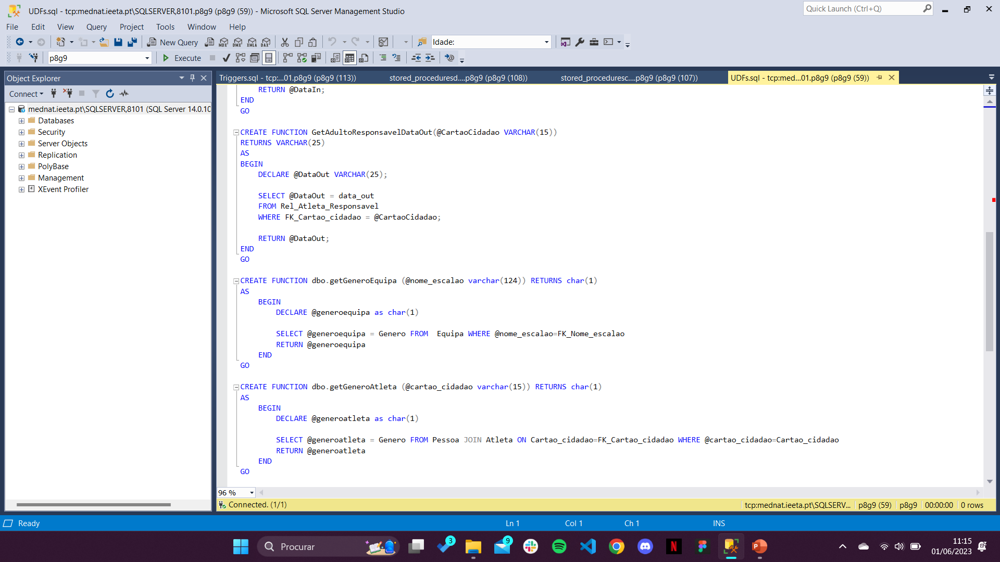 UDFs.sql - tcp:mednat.ieeta.pt\SQLSERVER,8101.p8g9 (p8g9 (59)) - Microsoft SQL Server Management Studio
Quick Launch (Ctrl+Q)
File Edit View Query Project Tools Window Help
New Query
MDX DMX XMLA DAX
Idade:
p8g9
Execute
Object Explorer
Connect
mednat.ieeta.pt\SQLSERVER,8101 (SQL Server 14.0.10
Databases
Security
Server Objects
Replication
PolyBase
Management
XEvent Profiler
Triggers.sql - tcp:...01.p8g9 (p8g9 (113))
stored_proceduresd....p8g9 (p8g9 (108))
stored_proceduresc....p8g9 (p8g9 (107))
UDFs.sql - tcp:med...01.p8g9 (p8g9 (59))
RETURN @DataIn;
END
GO
CREATE FUNCTION GetAdultoResponsavelDataOut(@CartaoCidadao VARCHAR(15))
RETURNS VARCHAR(25)
AS
BEGIN
DECLARE @DataOut VARCHAR(25);
SELECT @DataOut = data_out
FROM Rel_Atleta_Responsavel
WHERE FK_Cartao_cidadao = @CartaoCidadao;
RETURN @DataOut;
END
GO
CREATE FUNCTION dbo.getGeneroEquipa (@nome_escalao varchar(124)) RETURNS char(1)
AS
BEGIN
DECLARE @generoequipa as char(1)
SELECT @generoequipa = Genero FROM  Equipa WHERE @nome_escalao=FK_Nome_escalao
RETURN @generoequipa
END
GO
CREATE FUNCTION dbo.getGeneroAtleta (@cartao_cidadao varchar(15)) RETURNS char(1)
AS
BEGIN
DECLARE @generoatleta as char(1)
SELECT @generoatleta = Genero FROM Pessoa JOIN Atleta ON Cartao_cidadao=FK_Cartao_cidadao WHERE @cartao_cidadao=Cartao_cidadao
RETURN @generoatleta
END
GO
96 %
Connected. (1/1)
tcp:mednat.ieeta.pt\SQLSERV...
p8g9 (59)
p8g9
00:00:00
0 rows
Ready
Ln 1
Col 1
Ch 1
INS
Procurar
3
9
11:15
01/06/2023